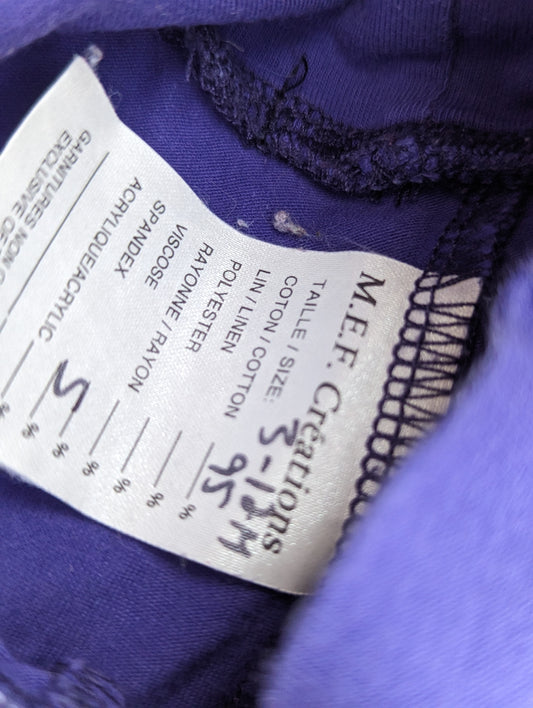 M.E.F. Créations
TAILLE / SIZE: 3-12M
COTON / COTTON 95 %
LIN / LINEN %
POLYESTER %
RAYONNE / RAYON %
VISCOSE %
SPANDEX 5 %
ACRYLIQUE/ACRYLIC %
GARNITURES NON
EXCLUSIVE OF